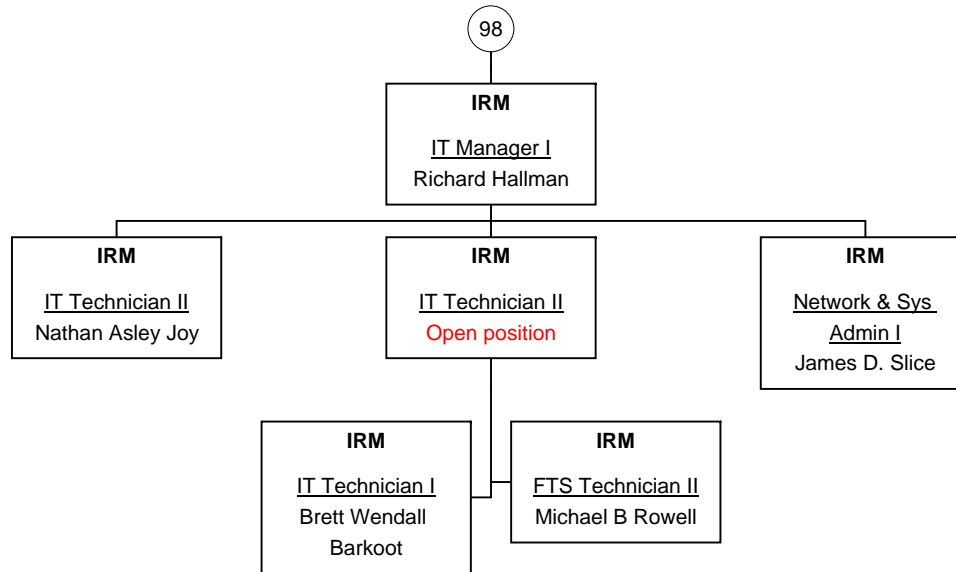 98
IRM
IT Manager I
Richard Hallman
IRM
IT Technician II
Nathan Asley Joy
IRM
IT Technician II
Open position
IRM
Network & Sys
Admin I
James D. Slice
IRM
IT Technician I
Brett Wendall
Barkoot
IRM
FTS Technician II
Michael B Rowell